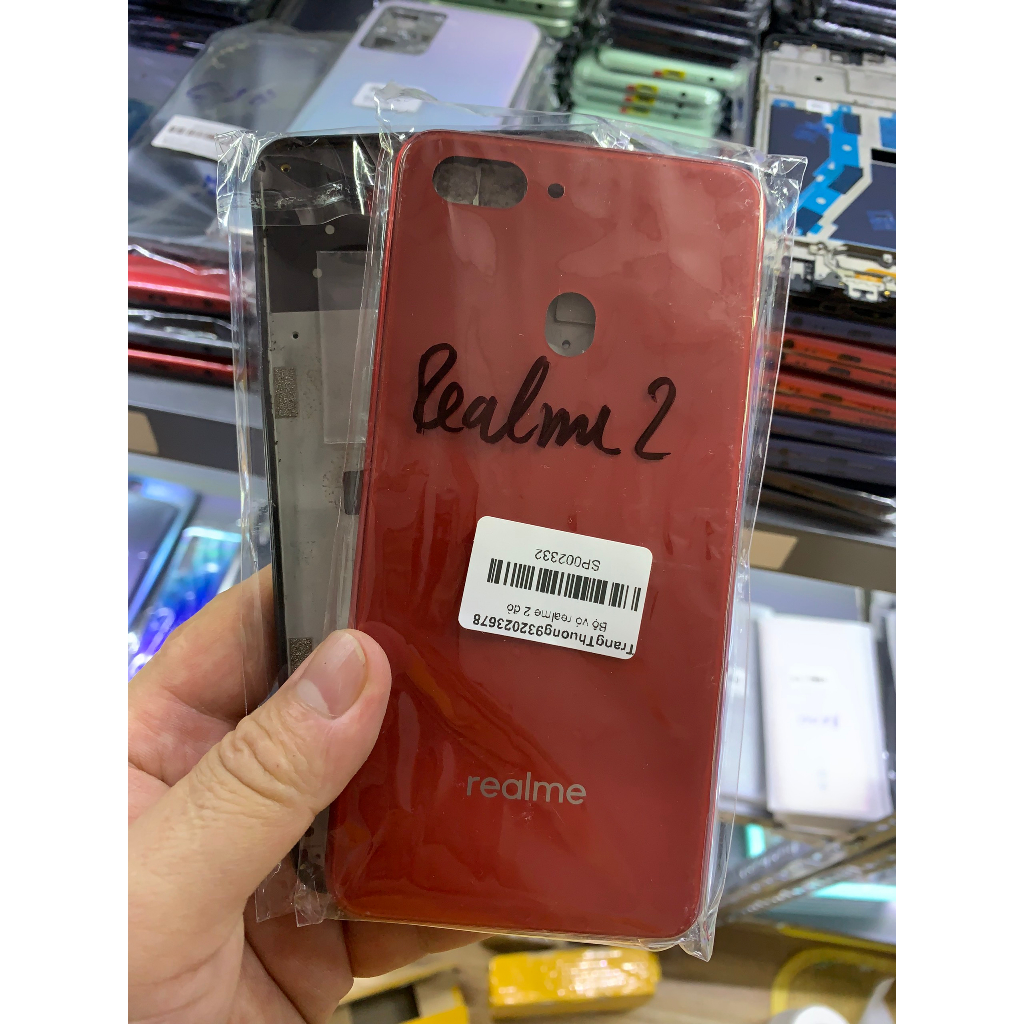 Realme 2
TrangThuong932023678
Bộ vỏ realme 2 đỏ
SP002332
realme